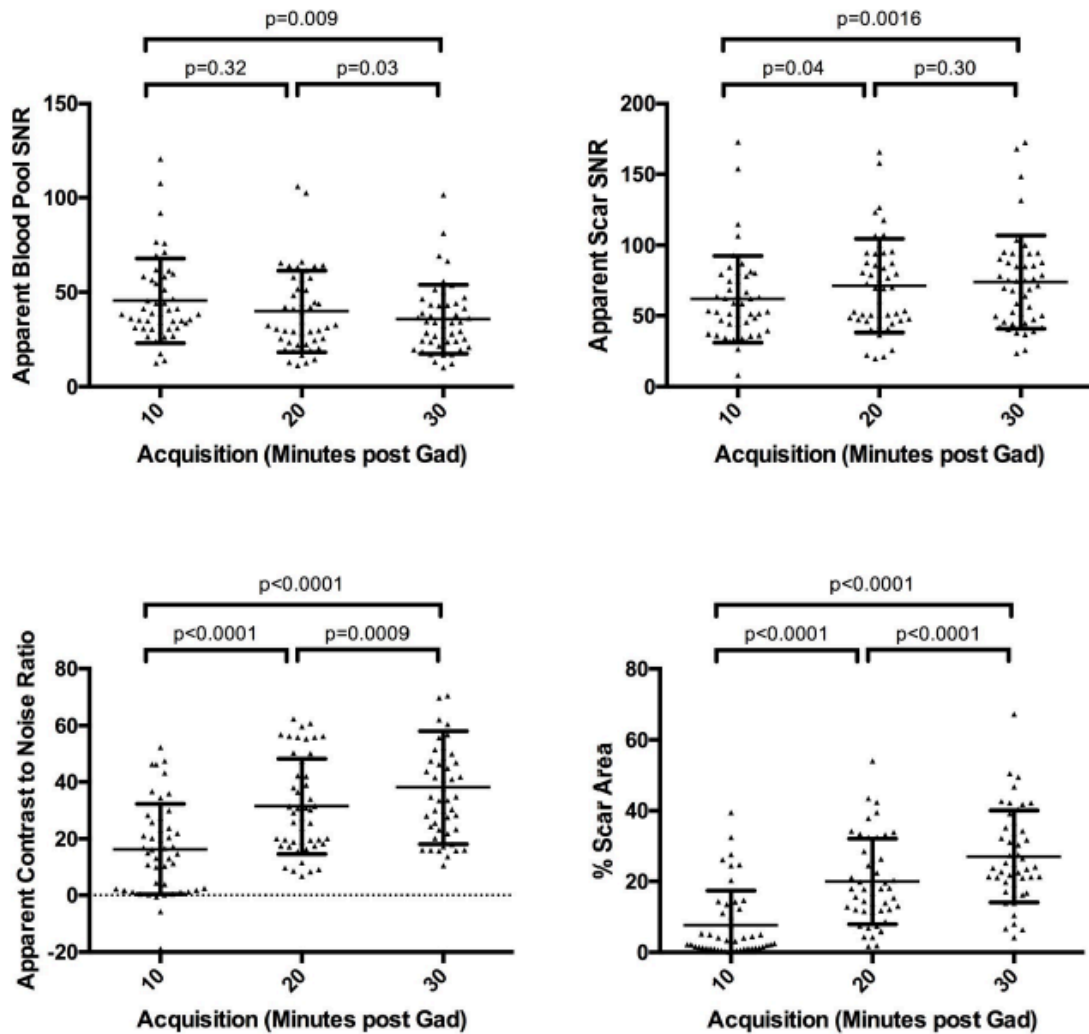 p=0.009
p=0.32
p=0.03
150
100
50
0
Apparent Blood Pool SNR
10
20
30
Acquisition (Minutes post Gad)
p=0.0016
p=0.04
p=0.30
200
150
100
50
0
Apparent Scar SNR
10
20
30
Acquisition (Minutes post Gad)
p<0.0001
p<0.0001
p=0.0009
80
60
40
20
0
-20
Apparent Contrast to Noise Ratio
10
20
30
Acquisition (Minutes post Gad)
p<0.0001
p<0.0001
p<0.0001
80
60
40
20
0
% Scar Area
10
20
30
Acquisition (Minutes post Gad)